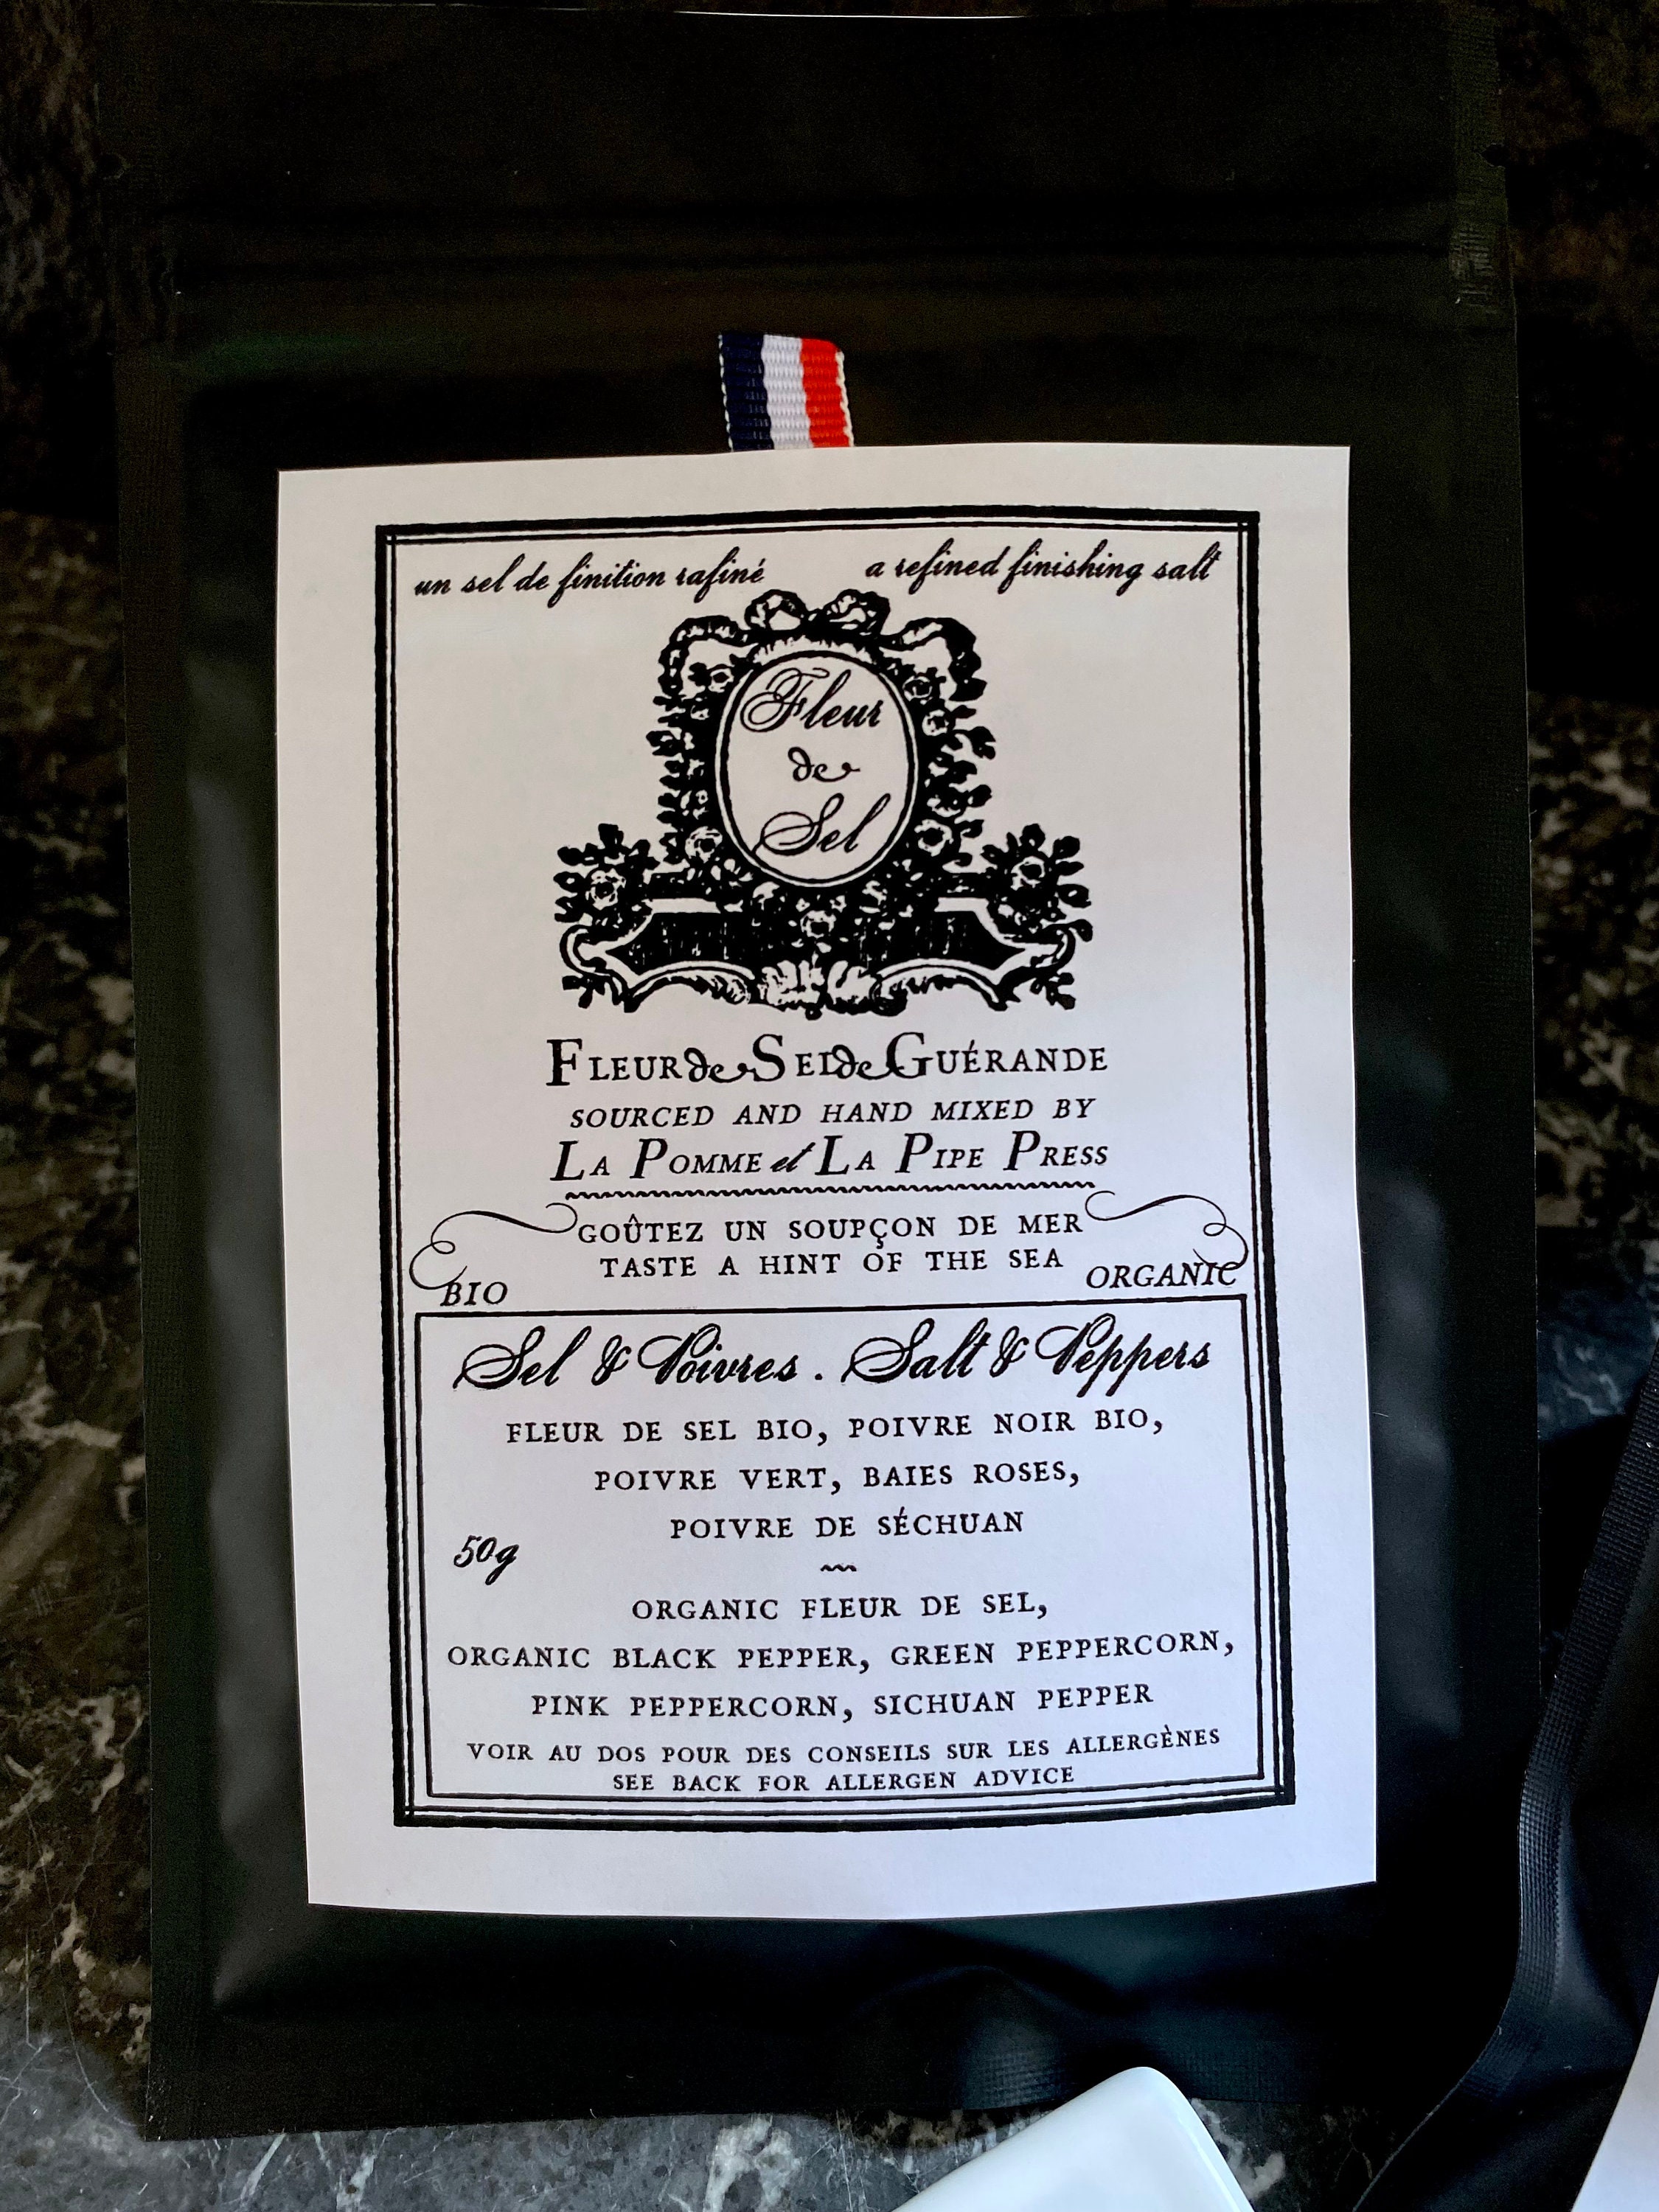 un sel de finition rafiné
a refined finishing salt
Fleur
de
Sel
FLEUR de SEL de GUÉRANDE
SOURCED AND HAND MIXED BY
LA POMME et LA PIPE PRESS
GOÛTEZ UN SOUPÇON DE MER
TASTE A HINT OF THE SEA
BIO
ORGANIC
Sel & Poivres . Salt & Peppers
FLEUR DE SEL BIO, POIVRE NOIR BIO,
POIVRE VERT, BAIES ROSES,
POIVRE DE SÉCHUAN
50g
ORGANIC FLEUR DE SEL,
ORGANIC BLACK PEPPER, GREEN PEPPERCORN,
PINK PEPPERCORN, SICHUAN PEPPER
VOIR AU DOS POUR DES CONSEILS SUR LES ALLERGÈNES
SEE BACK FOR ALLERGEN ADVICE